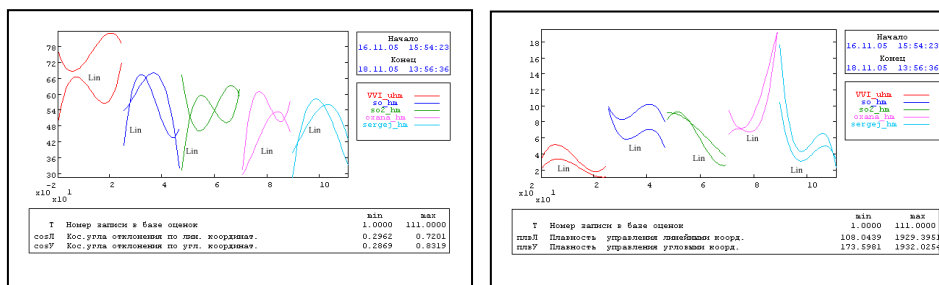 78
72
66
60
54
48
42
36
30
-2
x10
-1
x10
2
4
6
8
10
Lin
Lin
Lin
Lin
Lin
Начало
16.11.05 15:54:23
Конец
18.11.05 13:56:36
VVI_uhm
so_hm
so2_hm
oxana_hm
sergej_hm
min max
T Номер записи в базе оценок 1.0000 111.0000
cosЛ Кос.угла отклонения по лин. координат. 0.2962 0.7201
cosУ Кос.угла отклонения по угл. координат. 0.2869 0.8319
18
16
14
12
10
8
6
4
2
2
x10
1
x10
2
4
6
8
10
Lin
Lin
Lin
Lin
Lin
Начало
16.11.05 15:54:23
Конец
18.11.05 13:56:36
VVI_uhm
so_hm
so2_hm
oxana_hm
sergej_hm
min max
T Номер записи в базе оценок 1.0000 111.0000
плвЛ Плавность управления линейными коорд. 108.0439 1929.3951
плвУ Плавность управления угловыми коорд. 173.5981 1932.0254